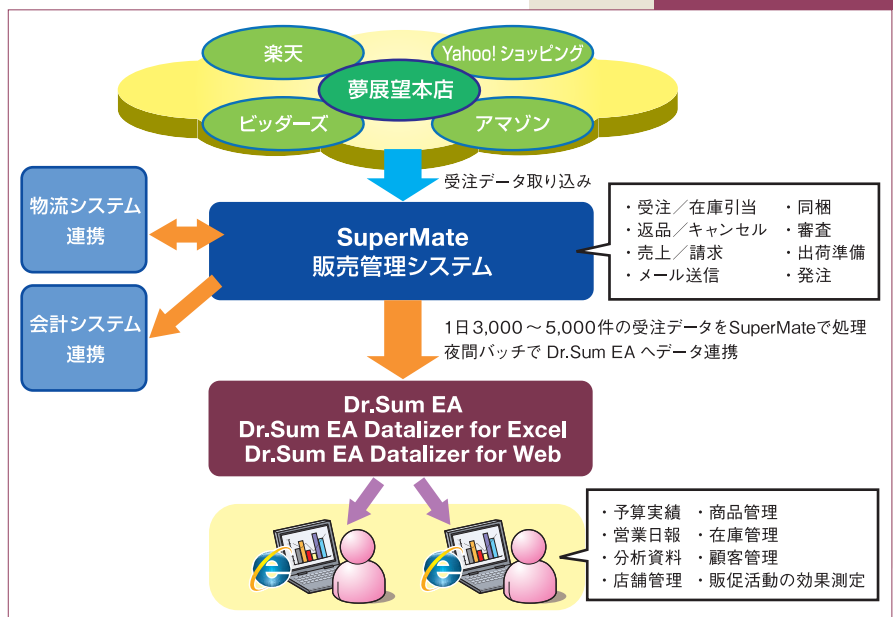 楽天
Yahoo!ショッピング
夢展望本店
ビッダーズ
アマゾン
受注データ取り込み
物流システム
連携
SuperMate
販売管理システム
・受注／在庫引当
・返品／キャンセル
・売上／請求
・メール送信
・同梱
・審査
・出荷準備
・発注
会計システム
連携
1日3,000～5,000件の受注データをSuperMateで処理
夜間バッチで Dr.Sum EA へデータ連携
Dr.Sum EA
Dr.Sum EA Datalizer for Excel
Dr.Sum EA Datalizer for Web
・予算実績
・営業日報
・分析資料
・店舗管理
・商品管理
・在庫管理
・顧客管理
・販促活動の効果測定